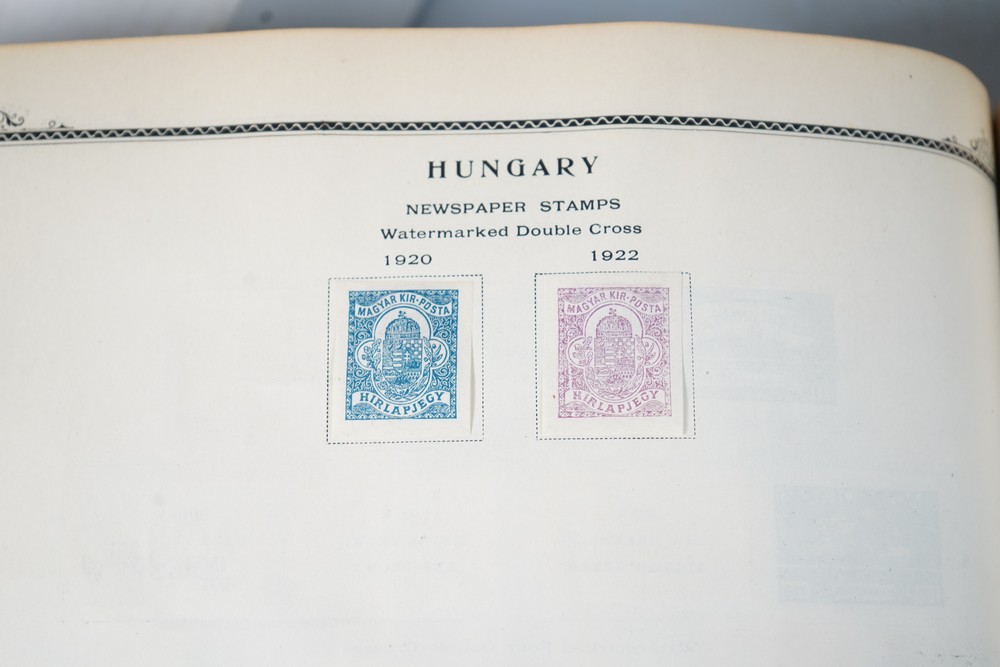 HUNGARY
NEWSPAPER STAMPS
Watermarked Double Cross
1920 1922
MAGYAR KIR-POSTA
HIRLAPJEGY
MAGYAR KIR-POSTA
HIRLAPJEGY